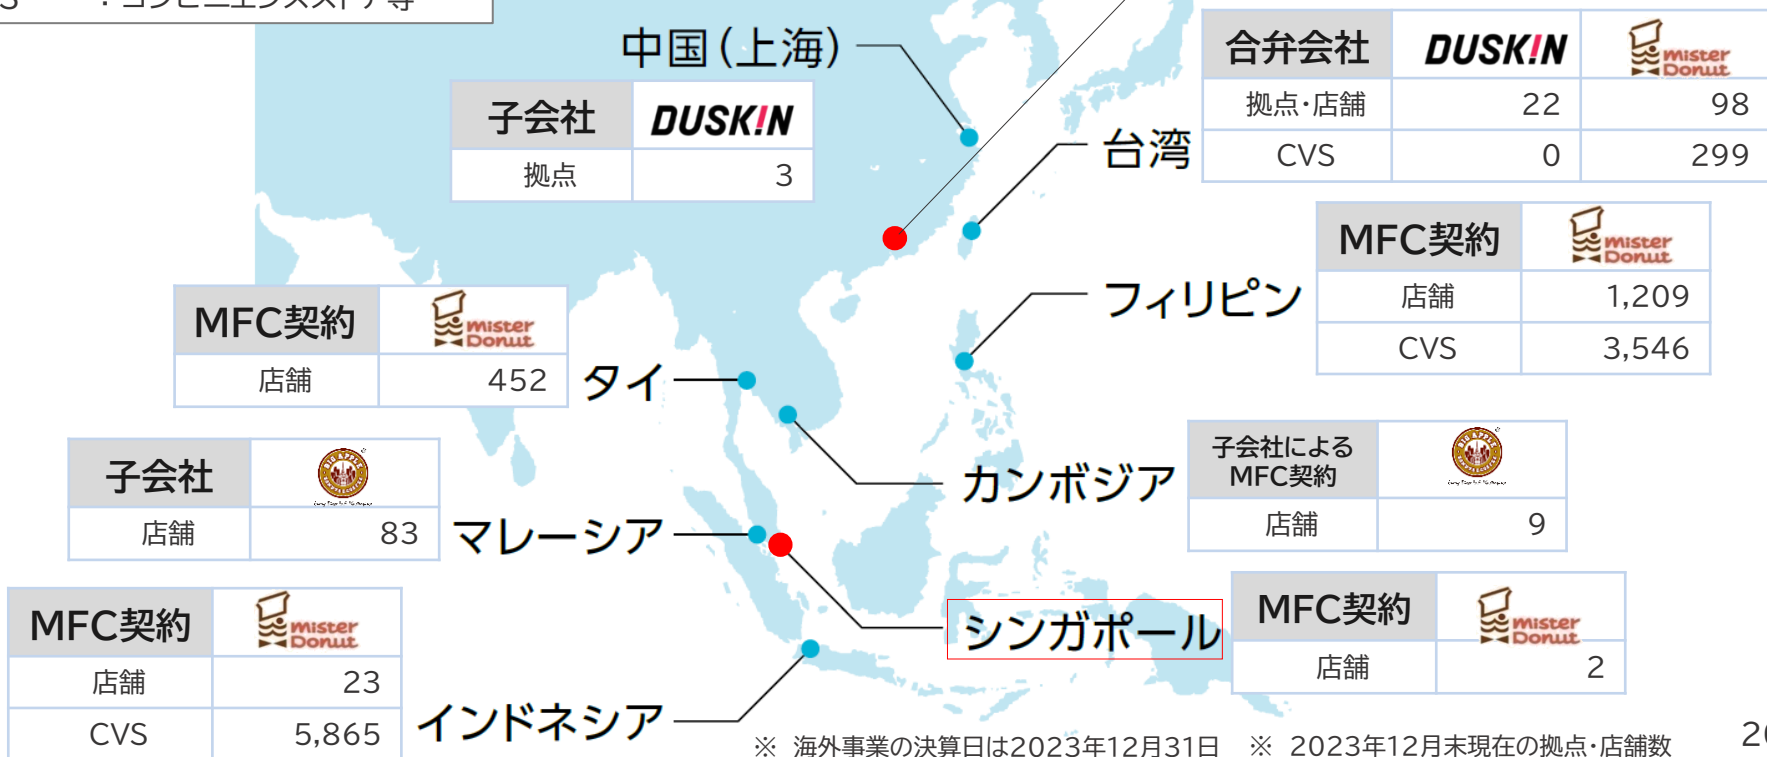 :コンビニエンスストア等
中国(上海)
子会社 DUSK!N
拠点 3
合弁会社 DUSK!N mister Donut
拠点・店舗 22 98
CVS 0 299
台湾
MFC契約 mister Donut
店舗 1,209
CVS 3,546
フィリピン
MFC契約 mister Donut
店舗 452
タイ
子会社によるMFC契約 BIG APPLE
店舗 9
カンボジア
子会社 BIG APPLE
店舗 83
マレーシア
MFC契約 mister Donut
店舗 2
シンガポール
MFC契約 mister Donut
店舗 23
CVS 5,865
インドネシア
※ 海外事業の決算日は2023年12月31日 ※ 2023年12月末現在の拠点・店舗数